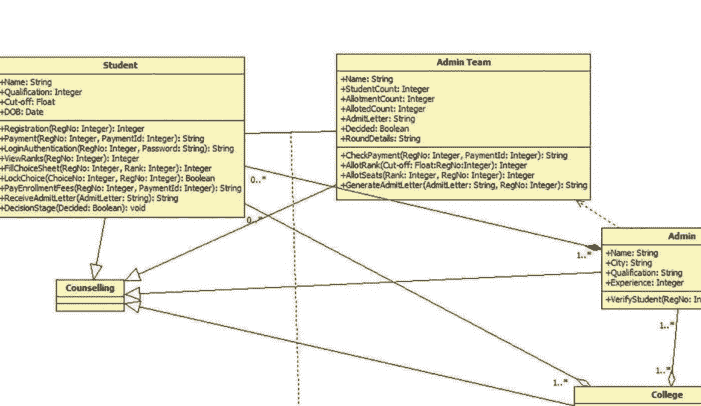 Student
+Name: String
+Qualification: Integer
+Cut-off: Float
+DOB: Date
+Registration(RegNo: Integer): Integer
+Payment(RegNo: Integer, PaymentId: Integer): String
+LoginAuthentication(RegNo: Integer, Password: String): String
+ViewRanks(RegNo: Integer): Integer
+FillChoiceSheet(RegNo: Integer, Rank: Integer): Integer
+LockChoice(ChoiceNo: Integer, RegNo: Integer): Boolean
+PayEnrollmentFees(RegNo: Integer, PaymentId: Integer): String
+ReceiveAdmitLetter(AdmitLetter: String): String
+DecisionStage(Decided: Boolean): void
Admin Team
+Name: String
+StudentCount: Integer
+AllotmentCount: Integer
+AllotedCount: Integer
+AdmitLetter: String
+Decided: Boolean
+RoundDetails: String
+CheckPayment(RegNo: Integer, PaymentId: Integer): String
+AllotRank(Cut-off: Float:RegNo: Integer): Integer
+AllotSeats(Rank: Integer, RegNo: Integer): Integer
+GenerateAdmitLetter(AdmitLetter: String, RegNo: Integer): String
0..*
0..*
1..*
Admin
+Name: String
+City: String
+Qualification: String
+Experience: Integer
+VerifyStudent(RegNo: In
Counselling
1..*
1..*
1..*
College